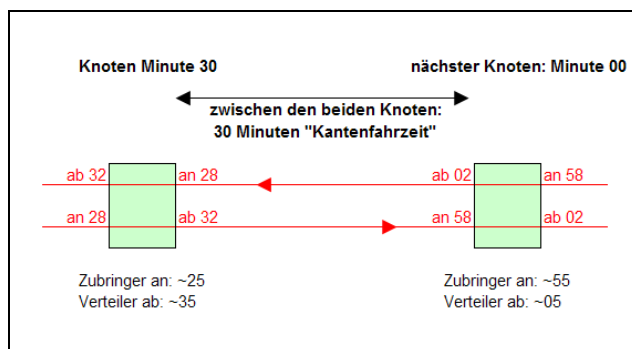 Knoten Minute 30
nächster Knoten: Minute 00
zwischen den beiden Knoten:
30 Minuten "Kantenfahrzeit"
ab 32 an 28 ab 02 an 58
an 28 ab 32 an 58 ab 02
Zubringer an: ~25
Verteiler ab: ~35
Zubringer an: ~55
Verteiler ab: ~05